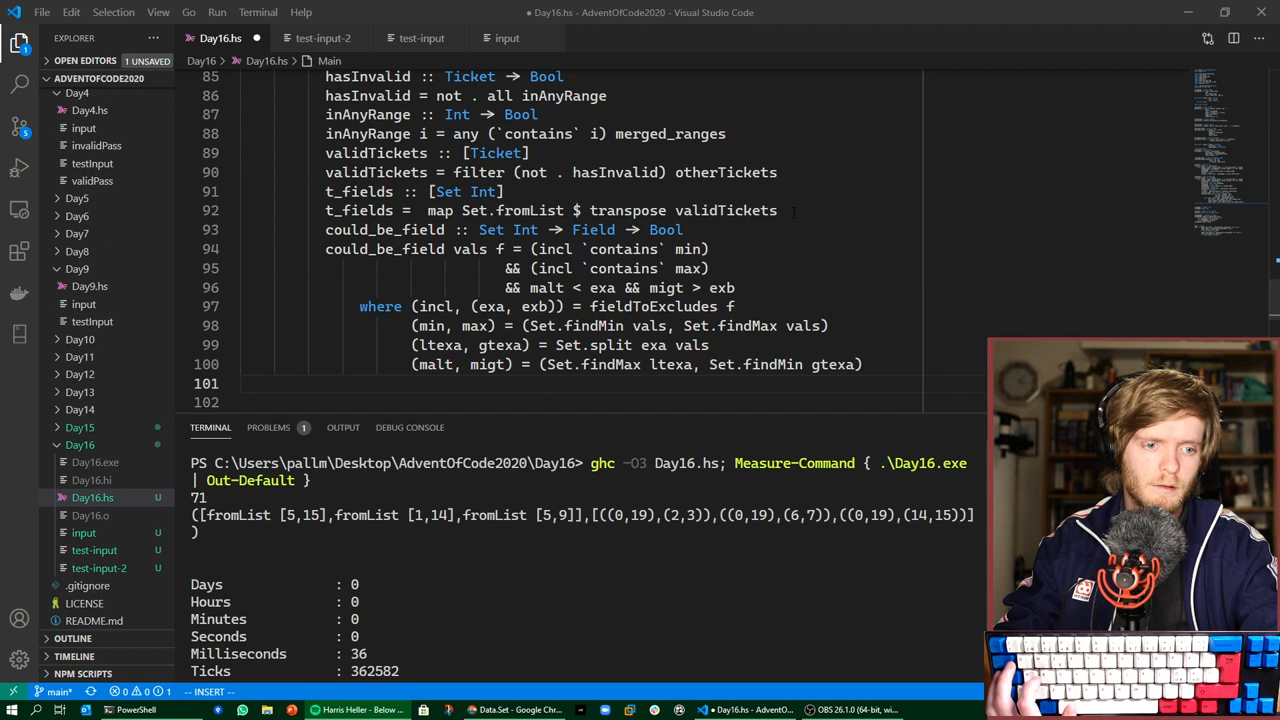 File Edit Selection View Go Run Terminal Help
● Day16.hs - AdventOfCode2020 - Visual Studio Code
EXPLORER
Day16.hs ● test-input-2 test-input input
OPEN EDITORS 1 UNSAVED
Day16 > Day16.hs > Main
ADVENTOFCODE2020
Day4
Day4.hs
input
invalidPass
testInput
validPass
Day5
Day6
Day7
Day8
Day9
Day9.hs
input
testInput
Day10
Day11
Day12
Day13
Day14
Day15
Day16
Day16.exe
Day16.hi
Day16.hs U
Day16.o
input U
test-input U
test-input-2 U
.gitignore
LICENSE
README.md
OUTLINE
TIMELINE
NPM SCRIPTS
1
5
85 hasInvalid :: Ticket → Bool
86 hasInvalid = not . all inAnyRange
87 inAnyRange :: Int → Bool
88 inAnyRange i = any (`contains` i) merged_ranges
89 validTickets :: [Ticket]
90 validTickets = filter (not . hasInvalid) otherTickets
91 t_fields :: [Set Int]
92 t_fields = map Set.fromList $ transpose validTickets
93 could_be_field :: Set Int → Field → Bool
94 could_be_field vals f = (incl `contains` min)
95 && (incl `contains` max)
96 && malt < exa && migt > exb
97 where (incl, (exa, exb)) = fieldToExcludes f
98 (min, max) = (Set.findMin vals, Set.findMax vals)
99 (ltexa, gtexa) = Set.split exa vals
100 (malt, migt) = (Set.findMax ltexa, Set.findMin gtexa)
101
102
TERMINAL PROBLEMS 1 OUTPUT DEBUG CONSOLE
PS C:\Users\pallm\Desktop\AdventOfCode2020\Day16> ghc -O3 Day16.hs; Measure-Command { .\Day16.exe
| Out-Default }
71
([fromList [5,15],fromList [1,14],fromList [5,9]],[((0,19),(2,3)),((0,19),(6,7)),((0,19),(14,15))]
)
Days : 0
Hours : 0
Minutes : 0
Seconds : 0
Milliseconds : 36
Ticks : 362582
main* 0 0 1 -- INSERT --
PowerShell
Harris Heller - Below ...
Data.Set - Google Chr...
● Day16.hs - AdventO...
OBS 26.1.0 (64-bit, wi...